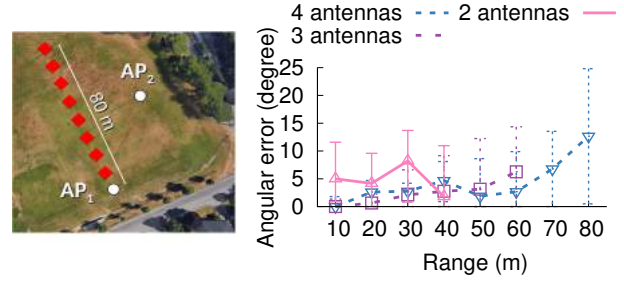 AP₂
80 m
AP₁
4 antennas
2 antennas
3 antennas
Angular error (degree)
25
20
15
10
5
0
10 20 30 40 50 60 70 80
Range (m)